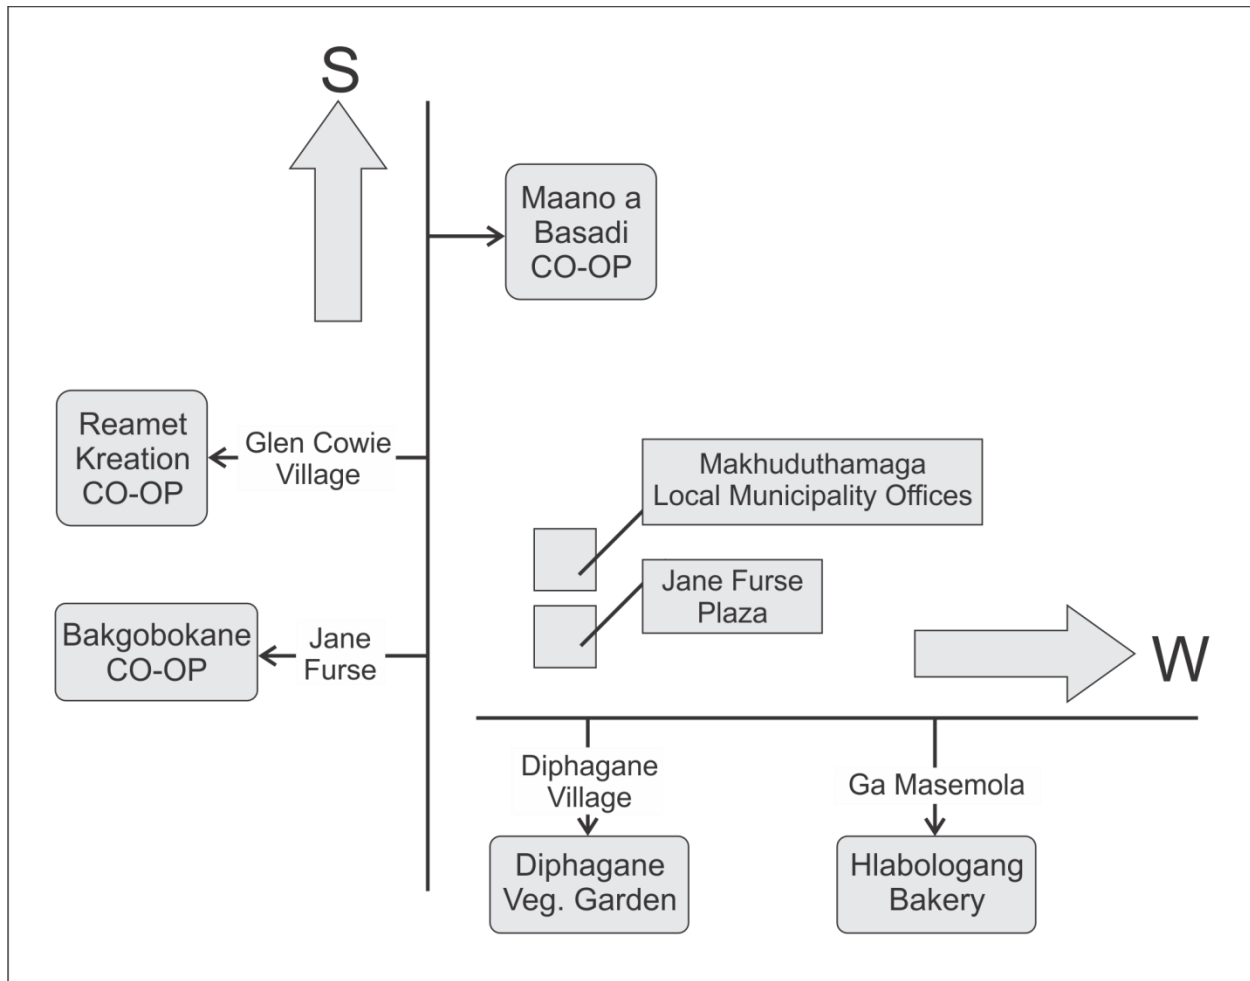 S
Maano a
Basadi
CO-OP
Reamet
Kreation
CO-OP
Glen Cowie
Village
Makhuduthamaga
Local Municipality Offices
Jane Furse
Plaza
Bakgobokane
CO-OP
Jane
Furse
W
Diphagane
Village
Ga Masemola
Diphagane
Veg. Garden
Hlabologang
Bakery